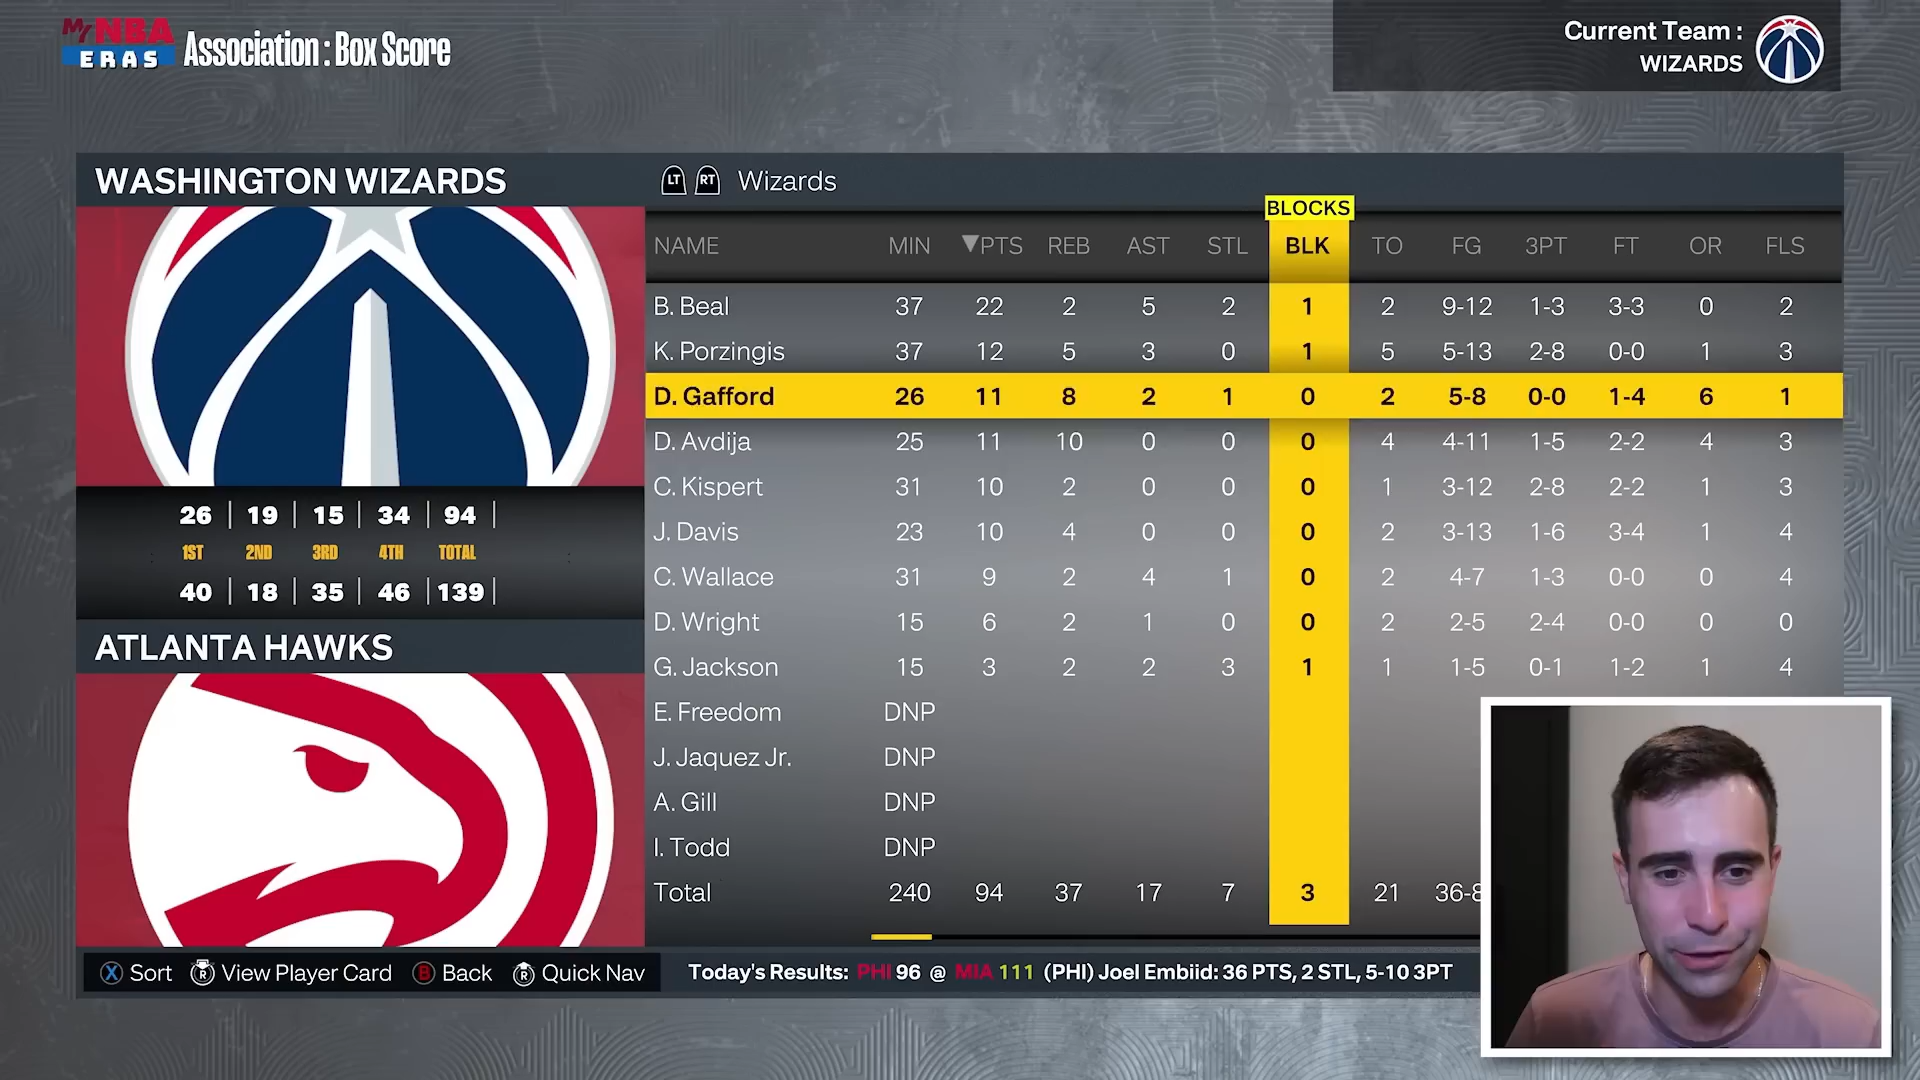 My NBA ERAS Association : Box Score
Current Team :
WIZARDS
WASHINGTON WIZARDS
26 | 19 | 15 | 34 | 94 |
1ST 2ND 3RD 4TH TOTAL
40 | 18 | 35 | 46 | 139 |
ATLANTA HAWKS
LT RT Wizards
BLOCKS
NAME MIN ▼PTS REB AST STL BLK TO FG 3PT FT OR FLS
B. Beal 37 22 2 5 2 1 2 9-12 1-3 3-3 0 2
K. Porzingis 37 12 5 3 0 1 5 5-13 2-8 0-0 1 3
D. Gafford 26 11 8 2 1 0 2 5-8 0-0 1-4 6 1
D. Avdija 25 11 10 0 0 0 4 4-11 1-5 2-2 4 3
C. Kispert 31 10 2 0 0 0 1 3-12 2-8 2-2 1 3
J. Davis 23 10 4 0 0 0 2 3-13 1-6 3-4 1 4
C. Wallace 31 9 2 4 1 0 2 4-7 1-3 0-0 0 4
D. Wright 15 6 2 1 0 0 2 2-5 2-4 0-0 0 0
G. Jackson 15 3 2 2 3 1 1 1-5 0-1 1-2 1 4
E. Freedom DNP
J. Jaquez Jr. DNP
A. Gill DNP
I. Todd DNP
Total 240 94 37 17 7 3 21 36-8
X Sort R View Player Card B Back R Quick Nav
Today's Results: PHI 96 @ MIA 111 (PHI) Joel Embiid: 36 PTS, 2 STL, 5-10 3PT